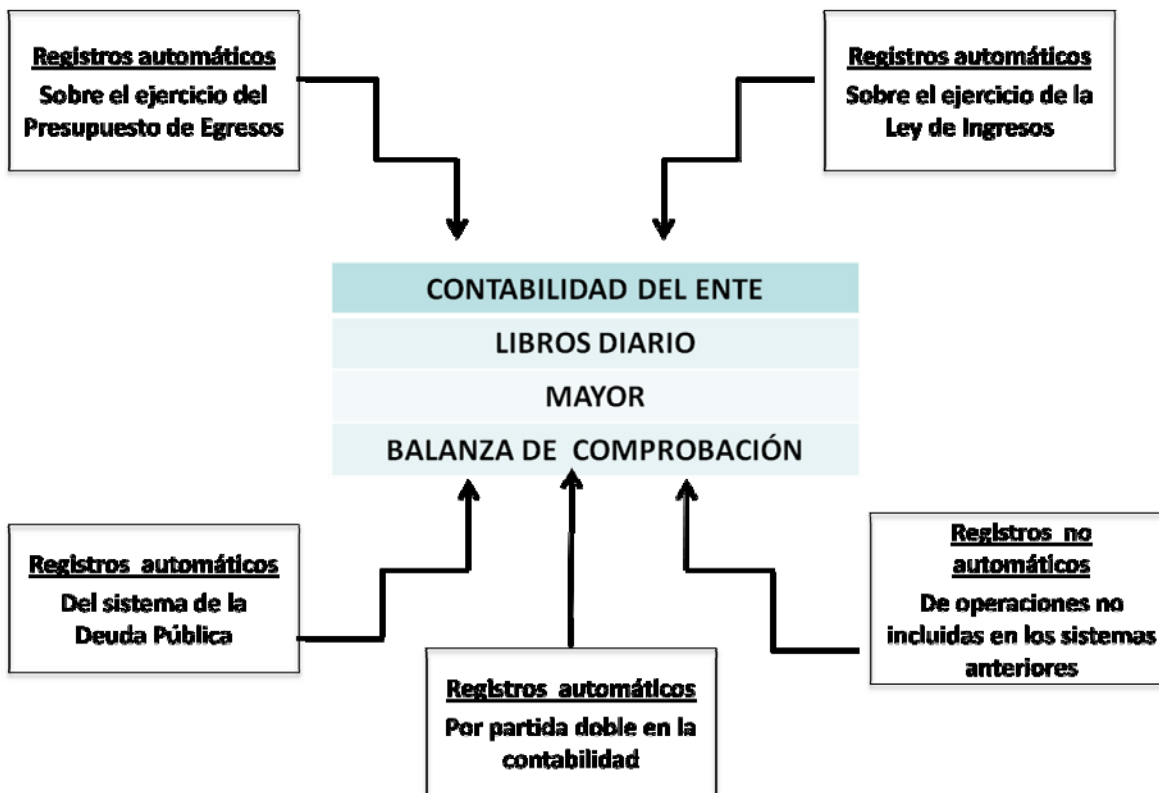 Registros automáticos
Sobre el ejercicio del
Presupuesto de Egresos
Registros automáticos
Sobre el ejercicio de la
Ley de Ingresos
CONTABILIDAD DEL ENTE
LIBROS DIARIO
MAYOR
BALANZA DE COMPROBACIÓN
Registros automáticos
Del sistema de la
Deuda Pública
Registros automáticos
Por partida doble en la
contabilidad
Registros no
automáticos
De operaciones no
incluidas en los sistemas
anteriores